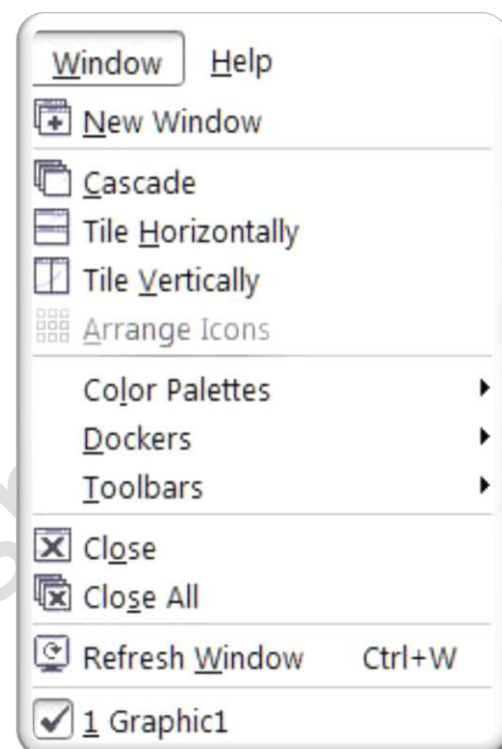 Window Help
New Window
Cascade
Tile Horizontally
Tile Vertically
Arrange Icons
Color Palettes
Dockers
Toolbars
Close
Close All
Refresh Window Ctrl+W
1 Graphic1